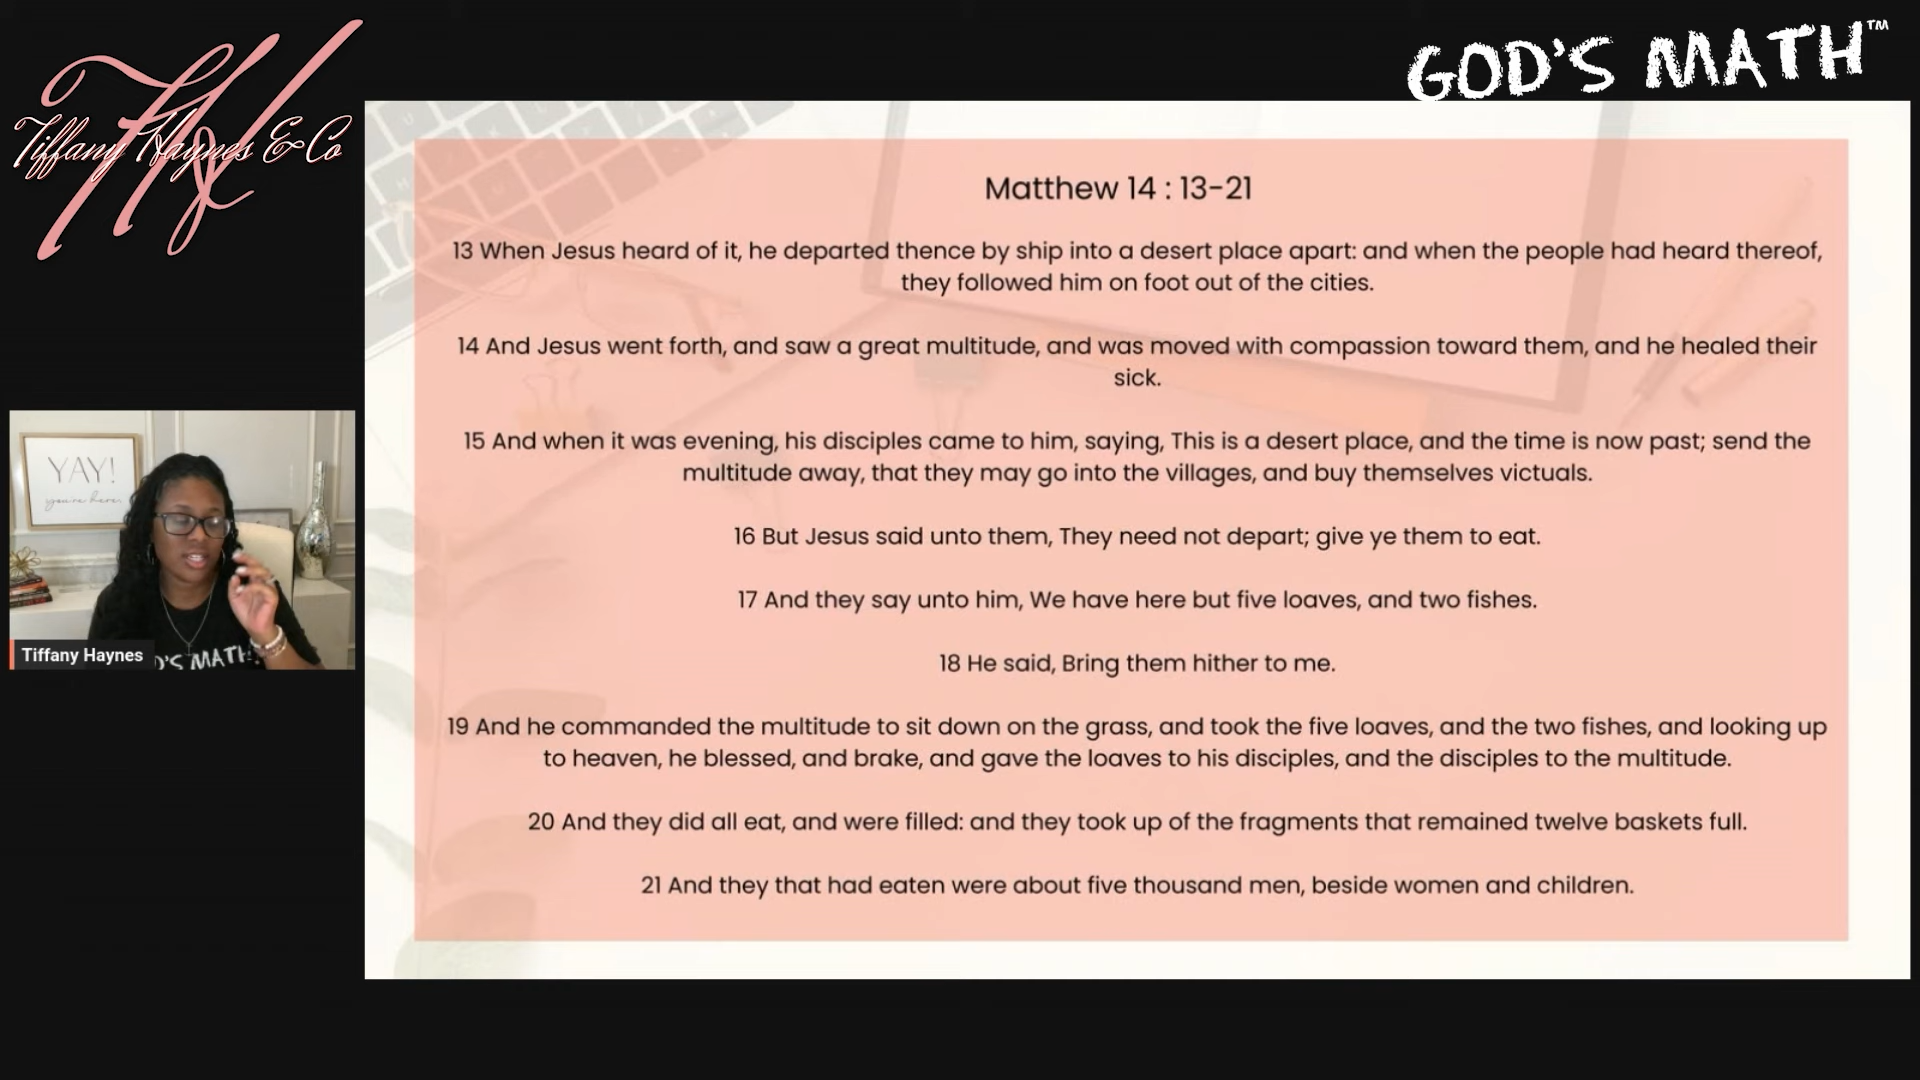 Tiffany Haynes & Co
GOD'S MATH™
Matthew 14 : 13-21
13 When Jesus heard of it, he departed thence by ship into a desert place apart: and when the people had heard thereof,
they followed him on foot out of the cities.
14 And Jesus went forth, and saw a great multitude, and was moved with compassion toward them, and he healed their
sick.
15 And when it was evening, his disciples came to him, saying, This is a desert place, and the time is now past; send the
multitude away, that they may go into the villages, and buy themselves victuals.
16 But Jesus said unto them, They need not depart; give ye them to eat.
17 And they say unto him, We have here but five loaves, and two fishes.
18 He said, Bring them hither to me.
19 And he commanded the multitude to sit down on the grass, and took the five loaves, and the two fishes, and looking up
to heaven, he blessed, and brake, and gave the loaves to his disciples, and the disciples to the multitude.
20 And they did all eat, and were filled: and they took up of the fragments that remained twelve baskets full.
21 And they that had eaten were about five thousand men, beside women and children.
YAY!
you're here.
Tiffany Haynes
D'S MATH